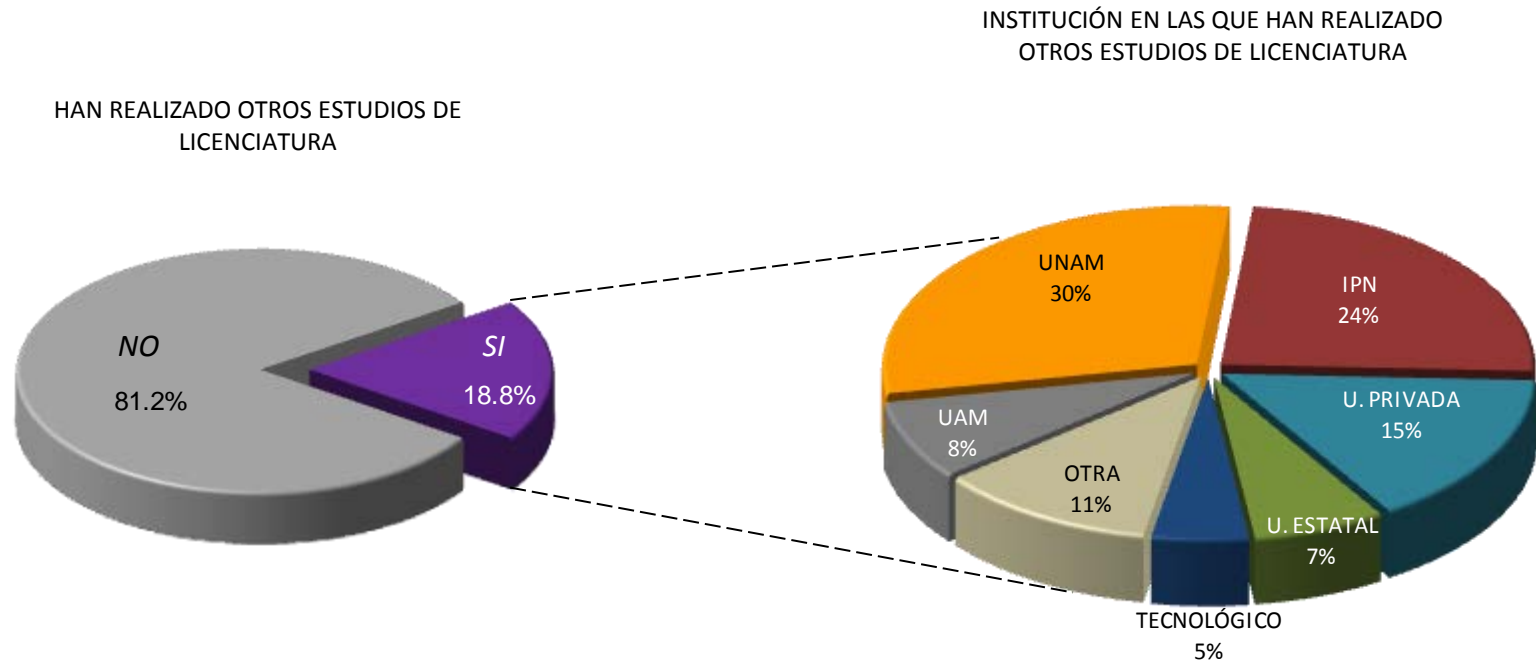 HAN REALIZADO OTROS ESTUDIOS DE
LICENCIATURA
NO
81.2%
SI
18.8%
INSTITUCIÓN EN LAS QUE HAN REALIZADO
OTROS ESTUDIOS DE LICENCIATURA
UNAM
30%
IPN
24%
U. PRIVADA
15%
U. ESTATAL
7%
TECNOLÓGICO
5%
OTRA
11%
UAM
8%